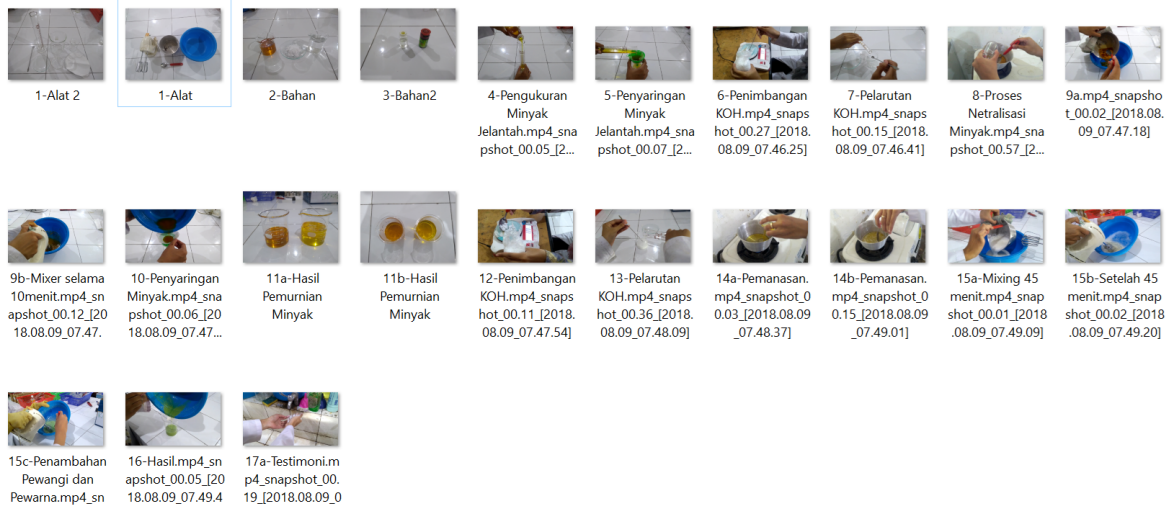 1-Alat 2
1-Alat
2-Bahan
3-Bahan2
4-Pengukuran
Minyak
Jelantah.mp4_sna
pshot_00.05_[2...
5-Penyaringan
Minyak
Jelantah.mp4_sna
pshot_00.07_[2...
6-Penimbangan
KOH.mp4_snaps
hot_00.27_[2018.
08.09_07.46.25]
7-Pelarutan
KOH.mp4_snaps
hot_00.15_[2018.
08.09_07.46.41]
8-Proses
Netralisasi
Minyak.mp4_sna
pshot_00.57_[2...
9a.mp4_snapsho
t_00.02_[2018.08.
09_07.47.18]
9b-Mixer selama
10menit.mp4_sn
apshot_00.12_[20
18.08.09_07.47.
10-Penyaringan
Minyak.mp4_sna
pshot_00.06_[20
18.08.09_07.47...
11a-Hasil
Pemurnian
Minyak
11b-Hasil
Pemurnian
Minyak
12-Penimbangan
KOH.mp4_snaps
hot_00.11_[2018.
08.09_07.47.54]
13-Pelarutan
KOH.mp4_snaps
hot_00.36_[2018.
08.09_07.48.09]
14a-Pemanasan.
mp4_snapshot_0
0.03_[2018.08.09
_07.48.37]
14b-Pemanasan.
mp4_snapshot_0
0.15_[2018.08.09
_07.49.01]
15a-Mixing 45
menit.mp4_snap
shot_00.01_[2018
.08.09_07.49.09]
15b-Setelah 45
menit.mp4_snap
shot_00.02_[2018
.08.09_07.49.20]
15c-Penambahan
Pewangi dan
Pewarna.mp4_sn
16-Hasil.mp4_sn
apshot_00.05_[20
18.08.09_07.49.4
17a-Testimoni.m
p4_snapshot_00.
19_[2018.08.09_0